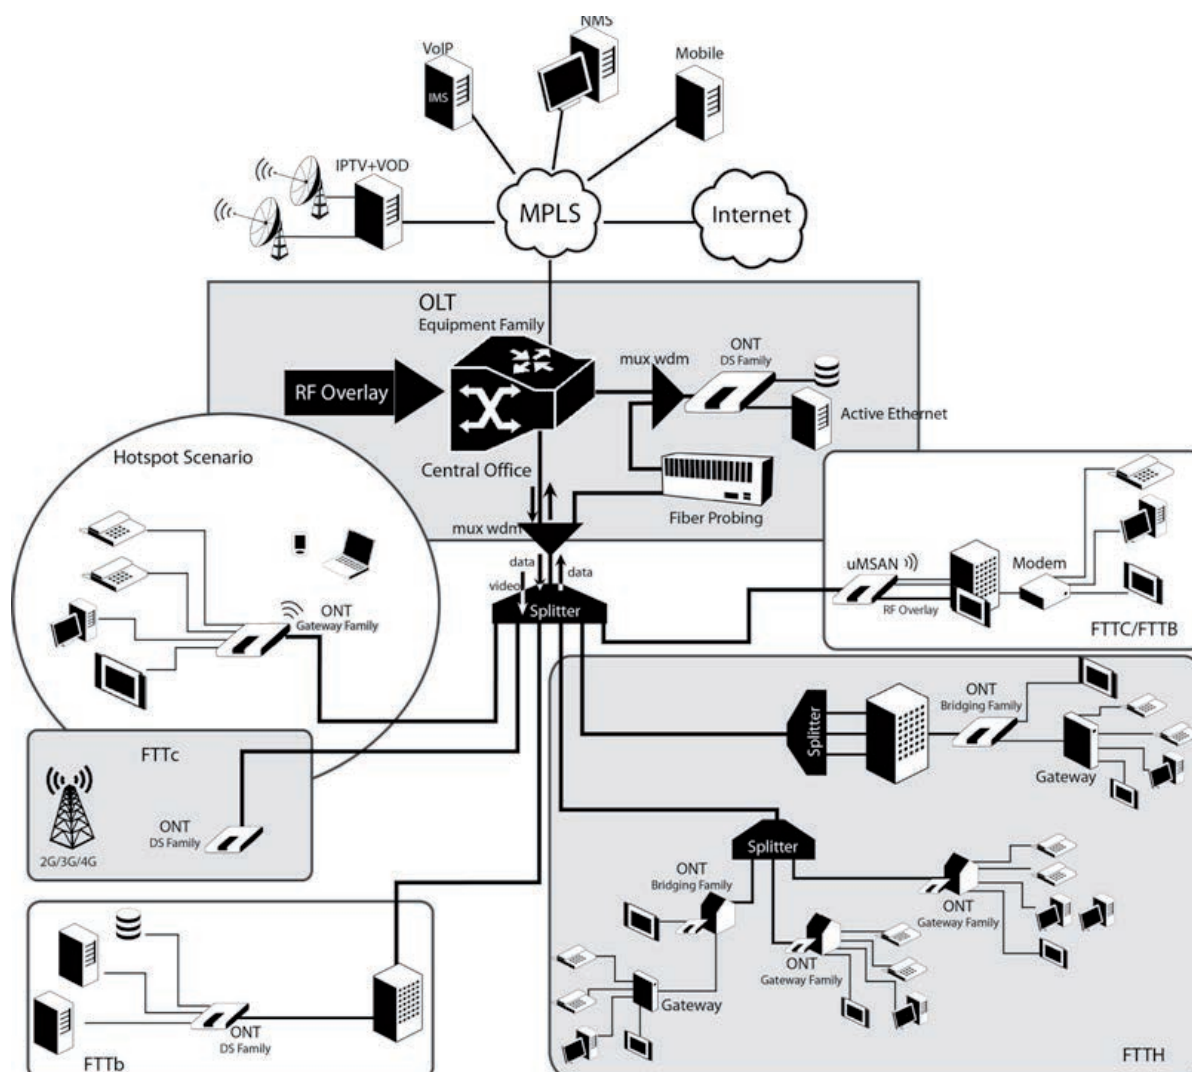 NMS
VoIP
IMS
Mobile
IPTV+VOD
MPLS
Internet
OLT
Equipment Family
RF Overlay
mux wdm
ONT
DS Family
Active Ethernet
Central Office
Fiber Probing
mux wdm
data
video
data
Splitter
Hotspot Scenario
ONT
Gateway Family
uMSAN
Modem
RF Overlay
FTTC/FTTB
FTTc
2G/3G/4G
ONT
DS Family
Splitter
ONT
Bridging Family
Gateway
Splitter
ONT
Bridging Family
ONT
Gateway Family
ONT
Gateway Family
Gateway
FTTH
ONT
DS Family
FTTb